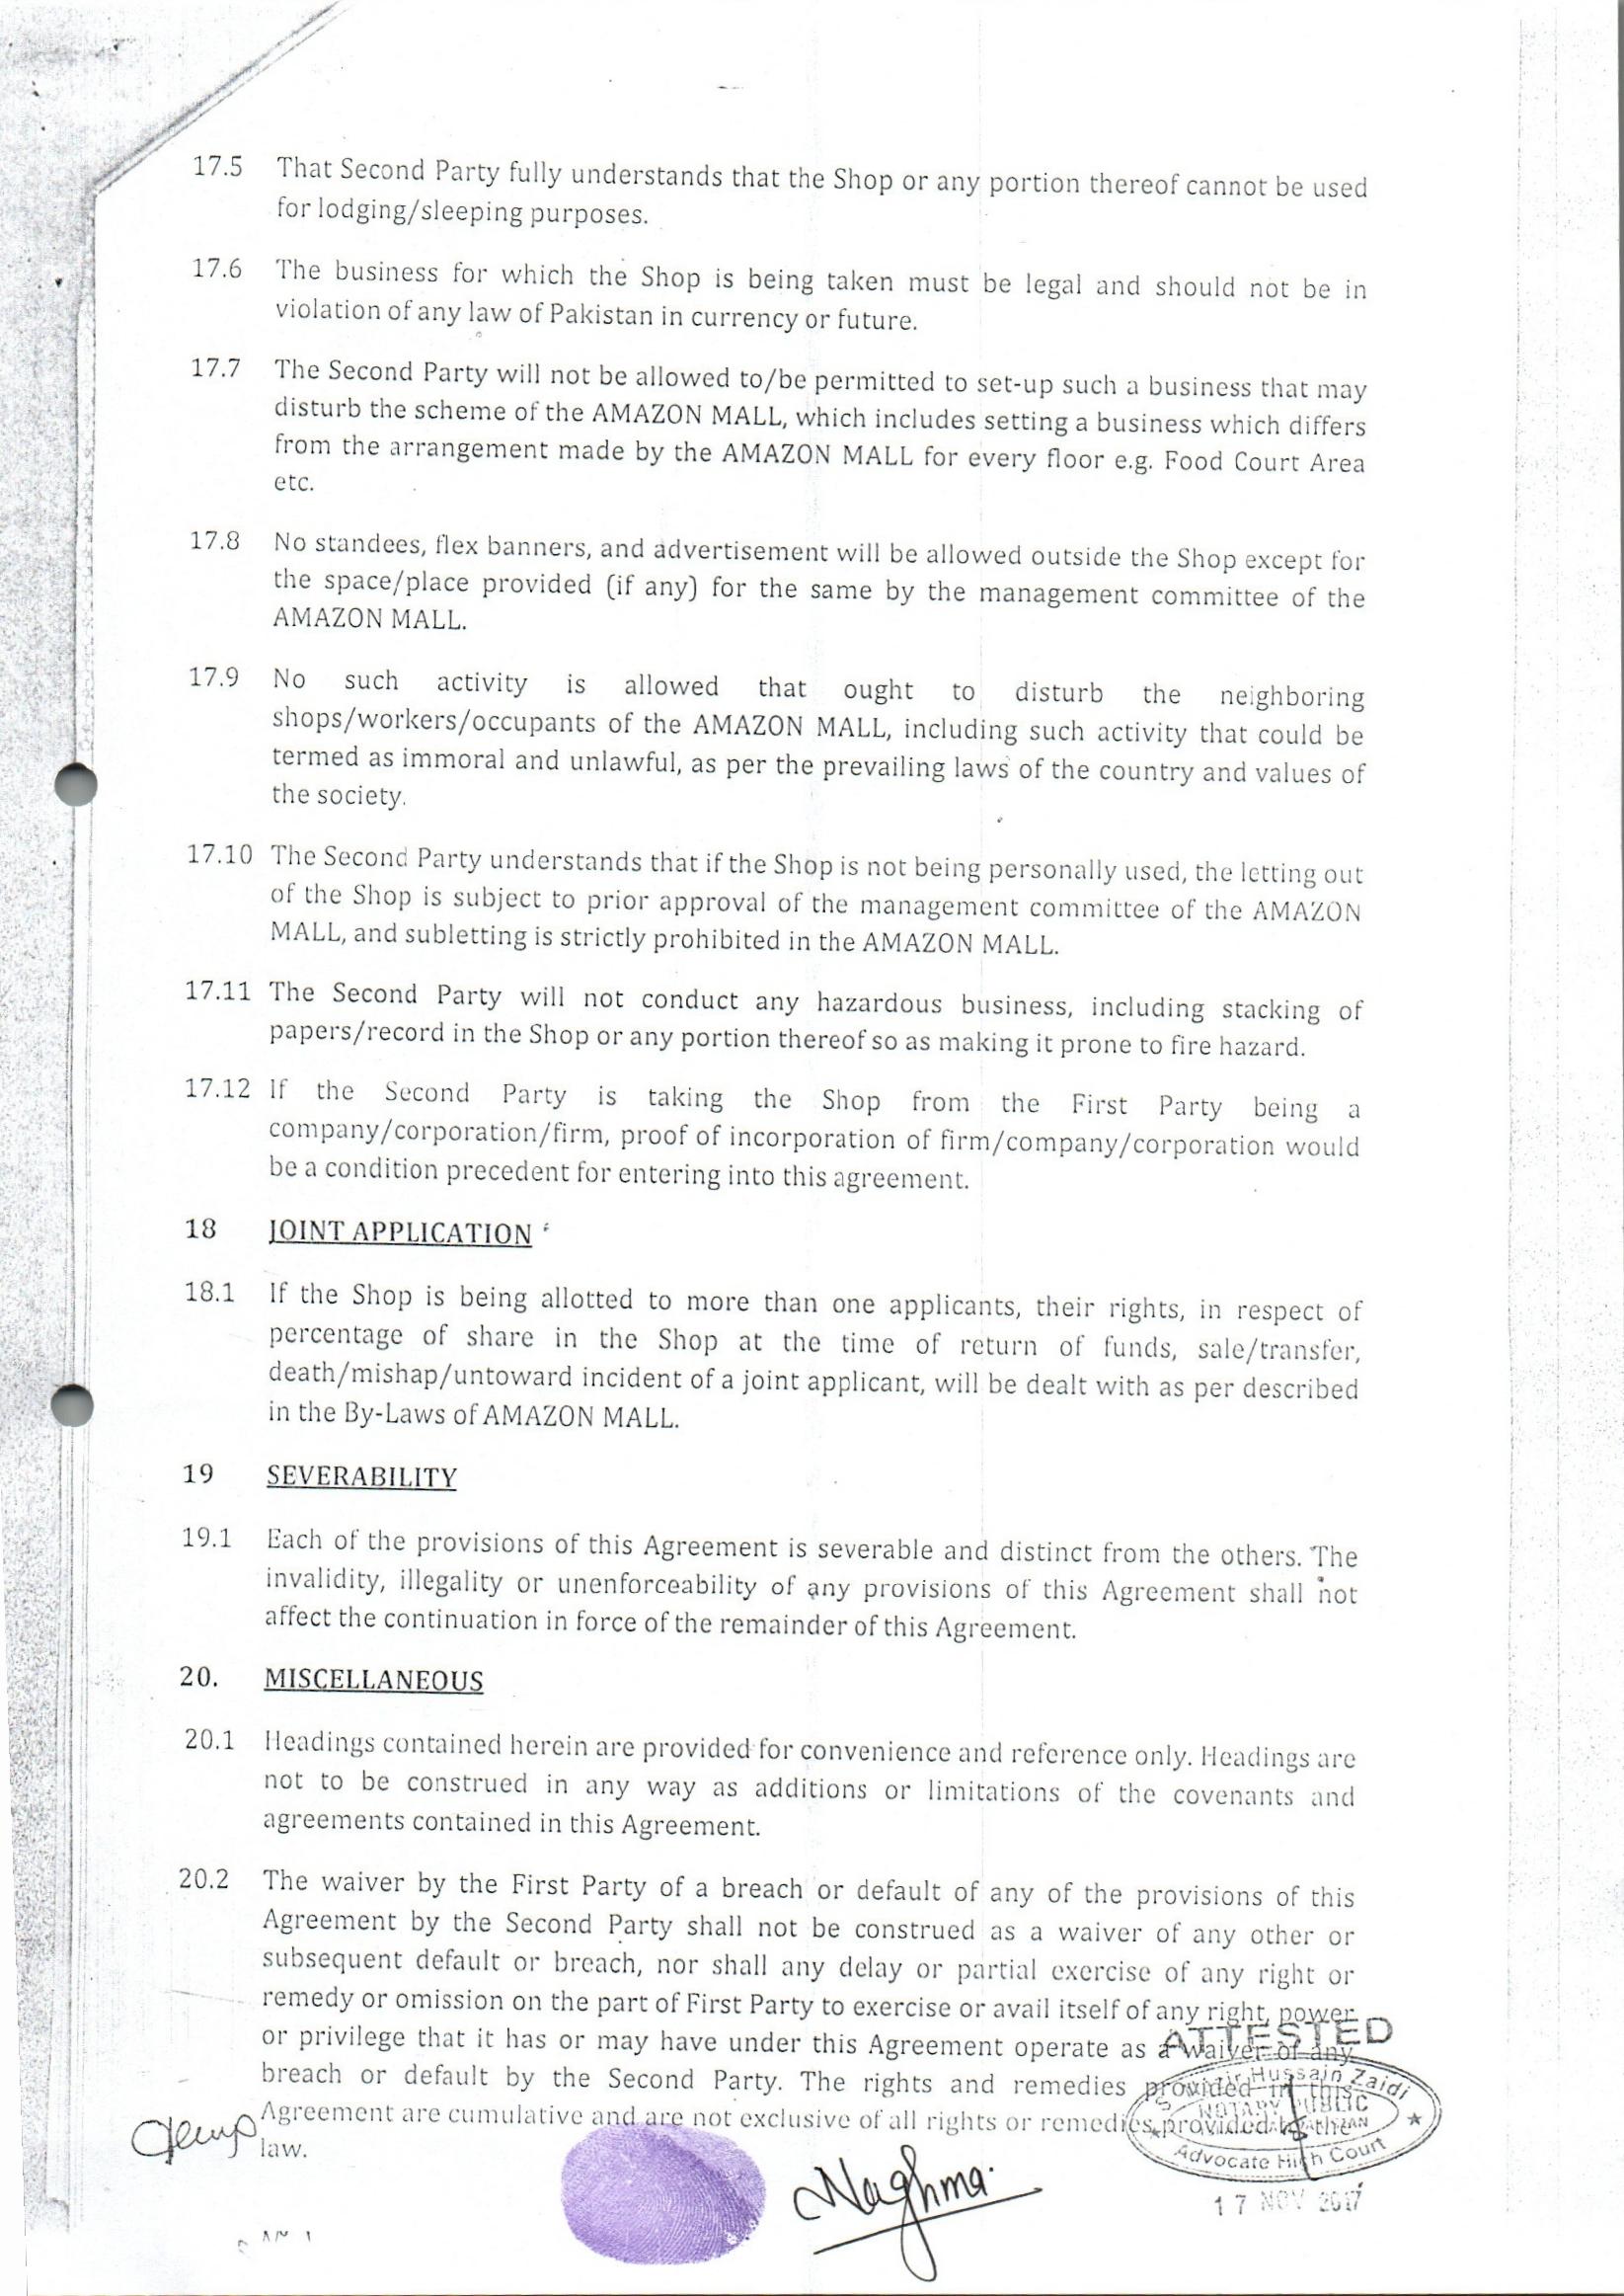 17.5 That Second Party fully understands that the Shop or any portion thereof cannot be used
for lodging/sleeping purposes.
17.6 The business for which the Shop is being taken must be legal and should not be in
violation of any law of Pakistan in currency or future.
17.7 The Second Party will not be allowed to/be permitted to set-up such a business that may
disturb the scheme of the AMAZON MALL, which includes setting a business which differs
from the arrangement made by the AMAZON MALL for every floor e.g. Food Court Area
etc.
17.8 No standees, flex banners, and advertisement will be allowed outside the Shop except for
the space/place provided (if any) for the same by the management committee of the
AMAZON MALL.
17.9 No such activity is allowed that ought to disturb the neighboring
shops/workers/occupants of the AMAZON MALL, including such activity that could be
termed as immoral and unlawful, as per the prevailing laws of the country and values of
the society.
17.10 The Second Party understands that if the Shop is not being personally used, the letting out
of the Shop is subject to prior approval of the management committee of the AMAZON
MALL, and subletting is strictly prohibited in the AMAZON MALL.
17.11 The Second Party will not conduct any hazardous business, including stacking of
papers/record in the Shop or any portion thereof so as making it prone to fire hazard.
17.12 If the Second Party is taking the Shop from the First Party being a
company/corporation/firm, proof of incorporation of firm/company/corporation would
be a condition precedent for entering into this agreement.
18 JOINT APPLICATION
18.1 If the Shop is being allotted to more than one applicants, their rights, in respect of
percentage of share in the Shop at the time of return of funds, sale/transfer,
death/mishap/untoward incident of a joint applicant, will be dealt with as per described
in the By-Laws of AMAZON MALL.
19 SEVERABILITY
19.1 Each of the provisions of this Agreement is severable and distinct from the others. The
invalidity, illegality or unenforceability of any provisions of this Agreement shall not
affect the continuation in force of the remainder of this Agreement.
20. MISCELLANEOUS
20.1 Headings contained herein are provided for convenience and reference only. Headings are
not to be construed in any way as additions or limitations of the covenants and
agreements contained in this Agreement.
20.2 The waiver by the First Party of a breach or default of any of the provisions of this
Agreement by the Second Party shall not be construed as a waiver of any other or
subsequent default or breach, nor shall any delay or partial exercise of any right or
remedy or omission on the part of First Party to exercise or avail itself of any right, power
or privilege that it has or may have under this Agreement operate as a waiver of any
breach or default by the Second Party. The rights and remedies provided in this
Agreement are cumulative and are not exclusive of all rights or remedies provided by the
law.
ATTESTED
Hussain Zaidi
NOTARY PUBLIC
Advocate High Court
17 NOV 2017
Naghma.